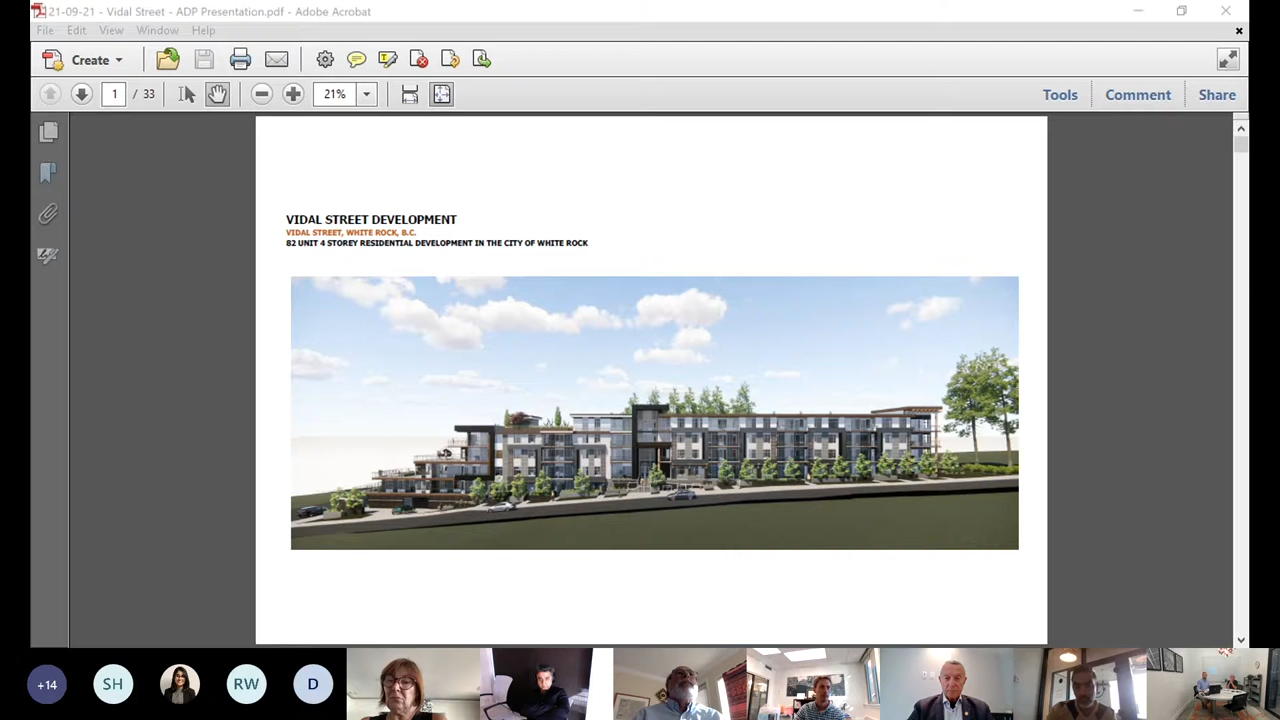 21-09-21 - Vidal Street - ADP Presentation.pdf - Adobe Acrobat
File Edit View Window Help
Create
1 / 33
21%
Tools Comment Share
VIDAL STREET DEVELOPMENT
VIDAL STREET, WHITE ROCK, B.C.
82 UNIT 4 STOREY RESIDENTIAL DEVELOPMENT IN THE CITY OF WHITE ROCK
+14 SH RW D